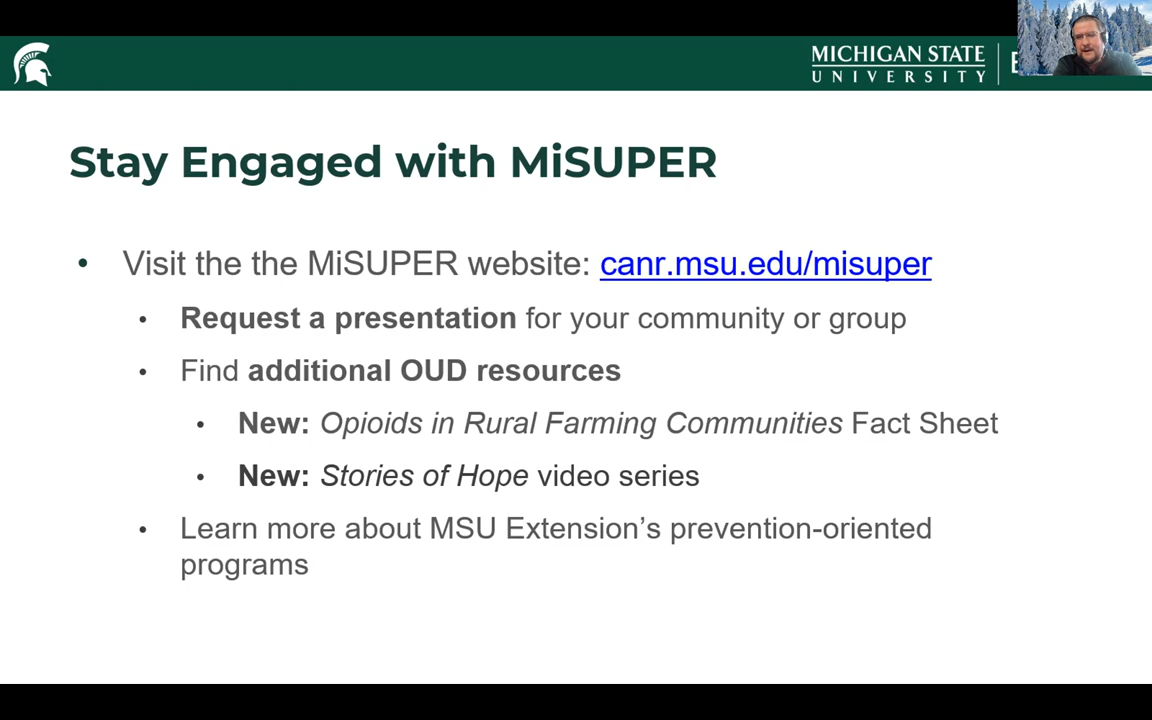 MICHIGAN STATE
UNIVERSITY
Stay Engaged with MiSUPER
• Visit the the MiSUPER website: canr.msu.edu/misuper
• Request a presentation for your community or group
• Find additional OUD resources
• New: Opioids in Rural Farming Communities Fact Sheet
• New: Stories of Hope video series
• Learn more about MSU Extension’s prevention-oriented
programs